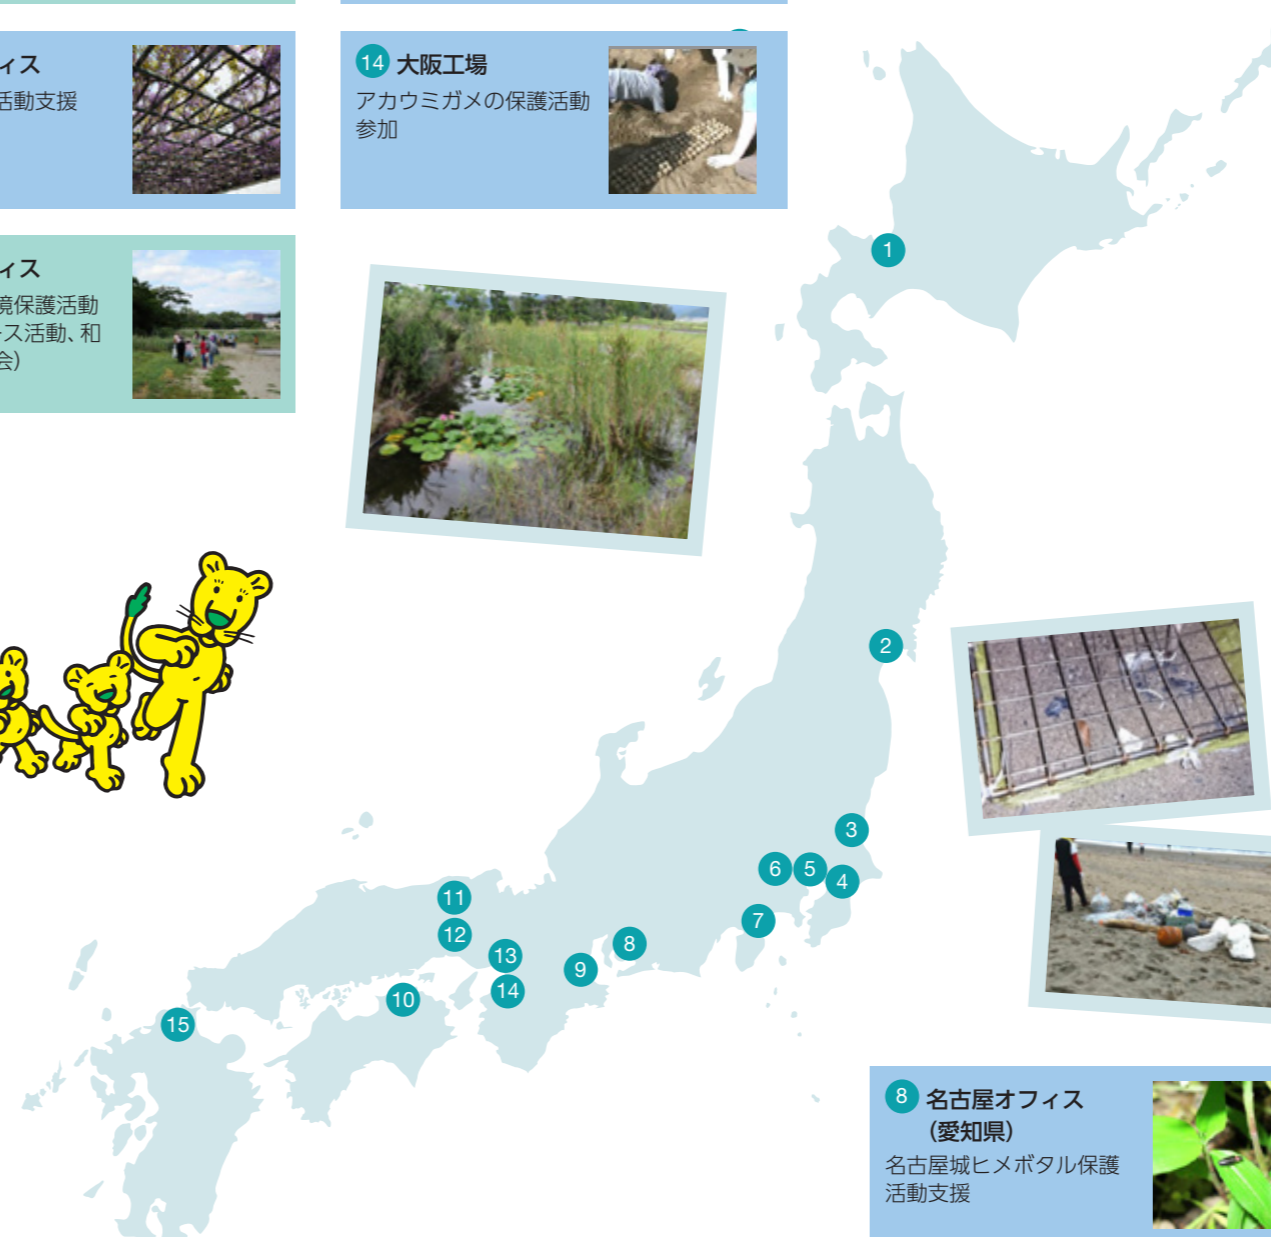 ィス
活動支援
14 大阪工場
アカウミガメの保護活動
参加
ィス
境保護活動
ース活動、和
会)
1
2
3
6
5
4
7
8
9
11
12
13
14
10
15
8 名古屋オフィス
(愛知県)
名古屋城ヒメボタル保護
活動支援